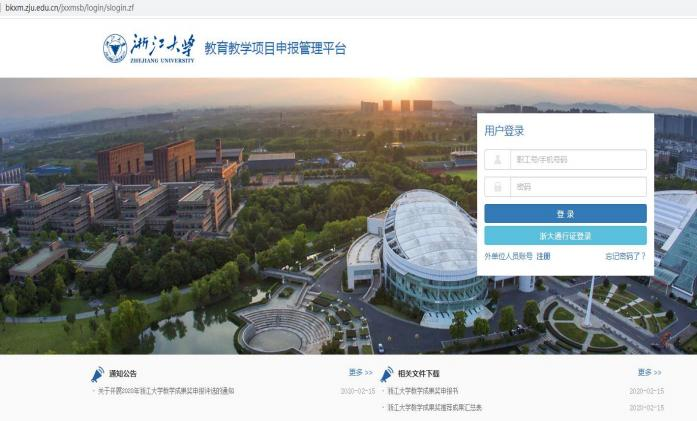 bkxm.zju.edu.cn/jxxmsb/login/slogin.zf
浙江大学
ZHEJIANG UNIVERSITY
教育教学项目申报管理平台
用户登录
职工号/手机号码
密码
登 录
浙大通行证登录
外单位人员账号 注册
忘记密码了？
通知公告
更多 >>
· 关于开展2020年浙江大学教学成果奖申报评选的通知
2020-02-15
相关文件下载
更多 >>
· 浙江大学教学成果奖申报书
2020-02-15
· 浙江大学教学成果奖推荐成果汇总表
2020-02-15